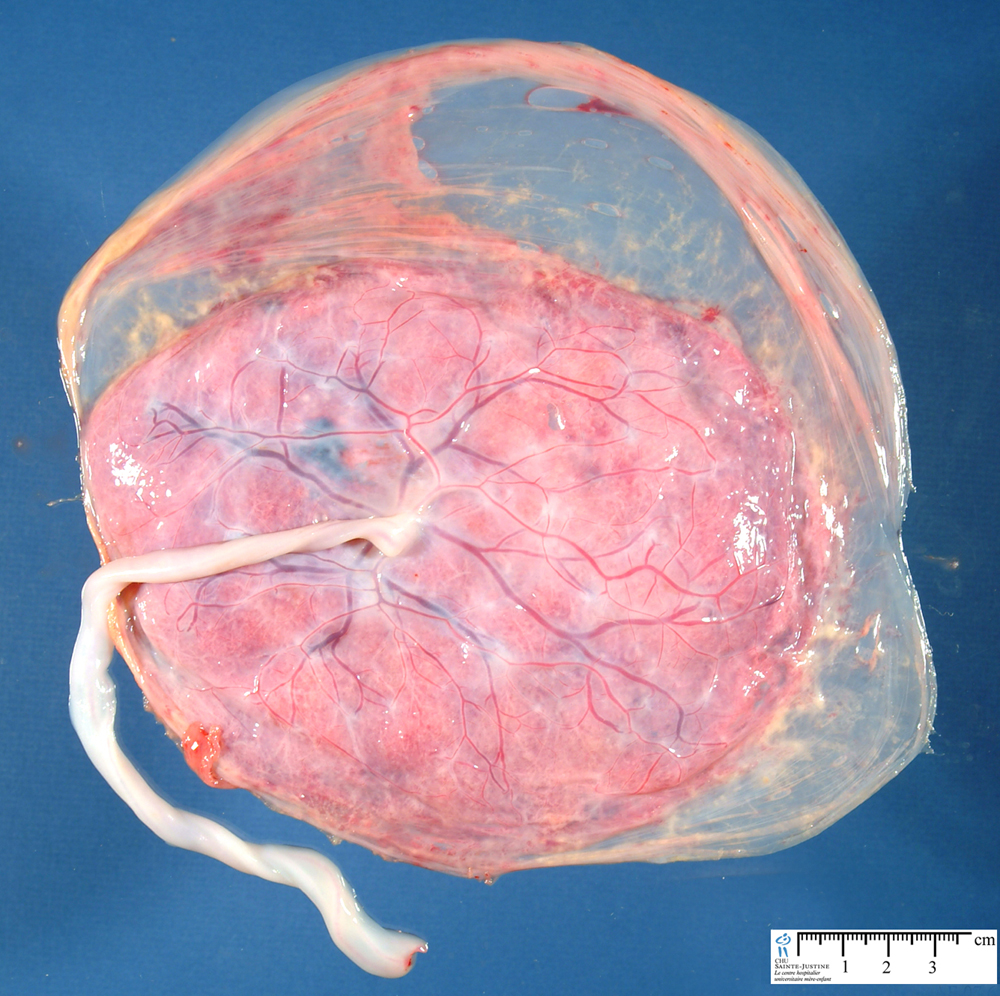 cm
1 2 3
CHU
SAINTE-JUSTINE
Le centre hospitalier
universitaire mère-enfant